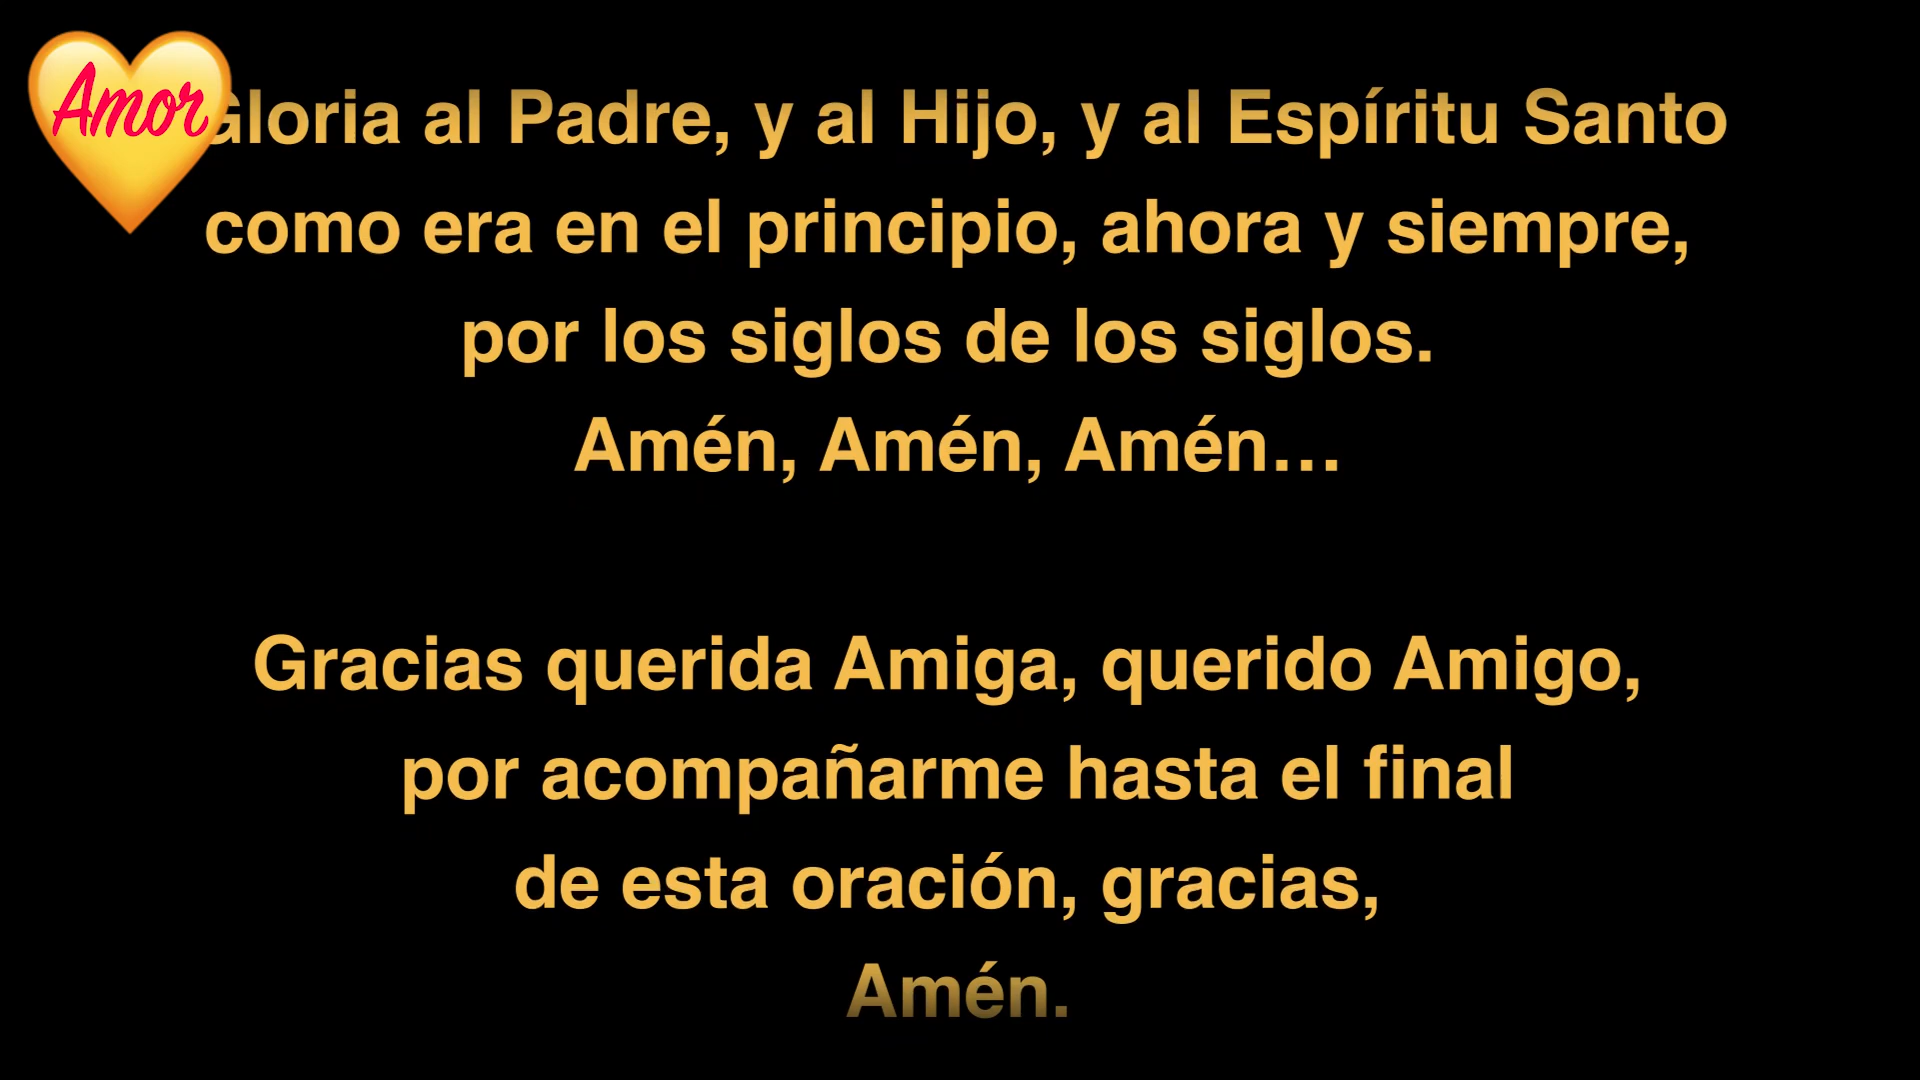 Amor
Gloria al Padre, y al Hijo, y al Espíritu Santo
como era en el principio, ahora y siempre,
por los siglos de los siglos.
Amén, Amén, Amén…
Gracias querida Amiga, querido Amigo,
por acompañarme hasta el final
de esta oración, gracias,
Amén.